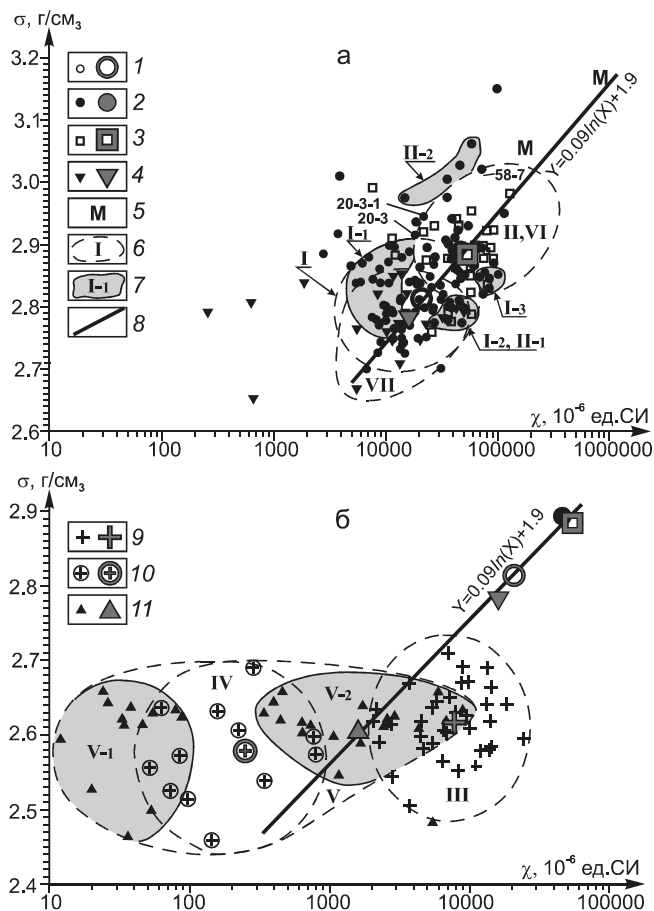 σ, г/см₃
a
3.2
3.1
3.0
2.9
2.8
2.7
2.6
1
2
3
M 4
M 5
I 6
I-1 7
8
M
Y=0.09ln(X)+1.9
M
II-2
58-7
20-3-1
20-3
I-1
I
II,VI
I-3
I-2, II-1
VII
χ, 10⁻⁶ ед.СИ
10 100 1000 10000 100000 1000000
σ, г/см₃
б
2.9
2.8
2.7
2.6
2.5
2.4
9
10
11
Y=0.09ln(X)+1.9
IV
V-2
V-1
V
III
χ, 10⁻⁶ ед.СИ
10 100 1000 10000 100000